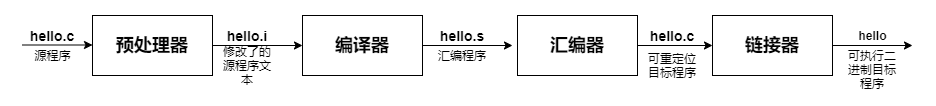 hello.c
源程序
预处理器
hello.i
修改了的
源程序文
本
编译器
hello.s
汇编程序
汇编器
hello.c
可重定位
目标程序
链接器
hello
可执行二
进制目标
程序